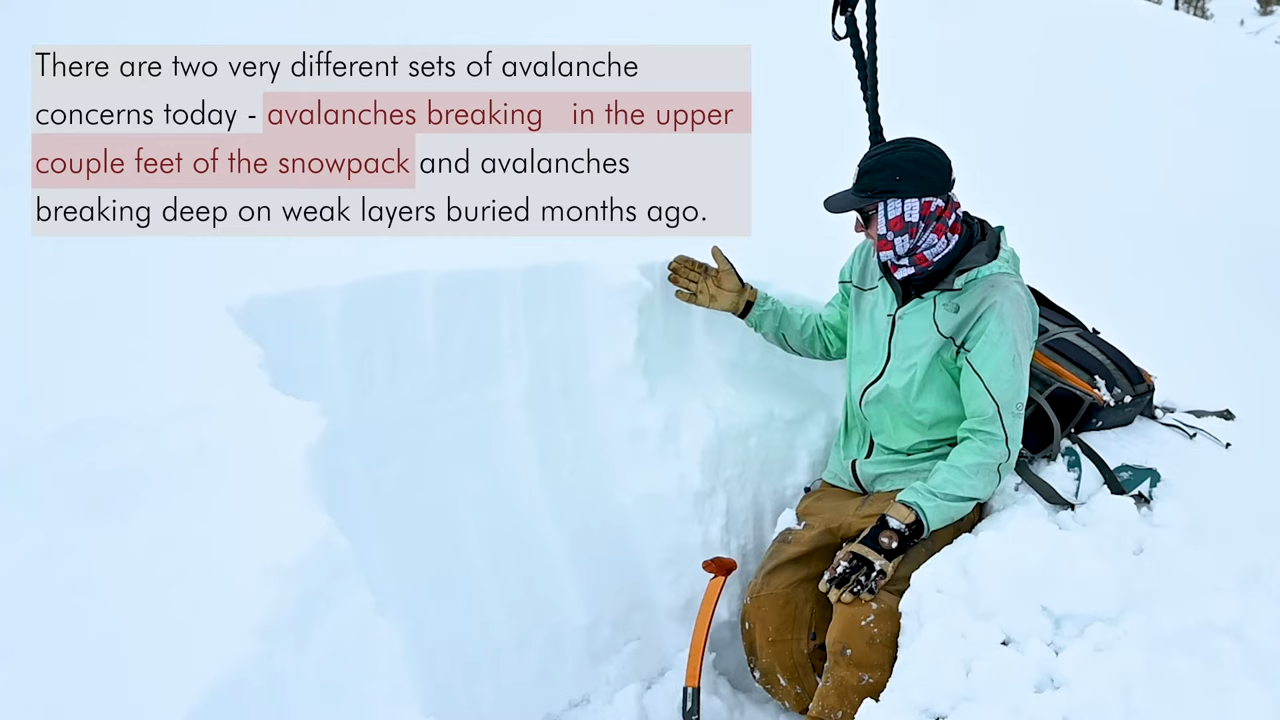 There are two very different sets of avalanche
concerns today - avalanches breaking in the upper
couple feet of the snowpack and avalanches
breaking deep on weak layers buried months ago.